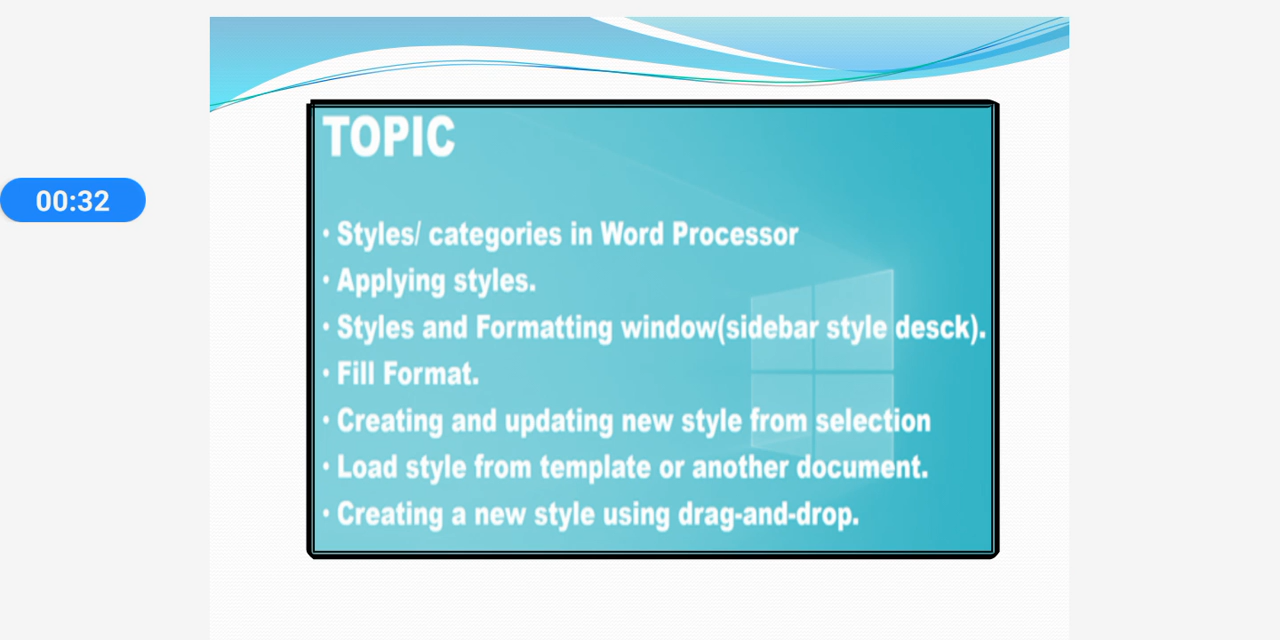 00:32
TOPIC
• Styles/ categories in Word Processor
• Applying styles.
• Styles and Formatting window(sidebar style desck).
• Fill Format.
• Creating and updating new style from selection
• Load style from template or another document.
• Creating a new style using drag-and-drop.